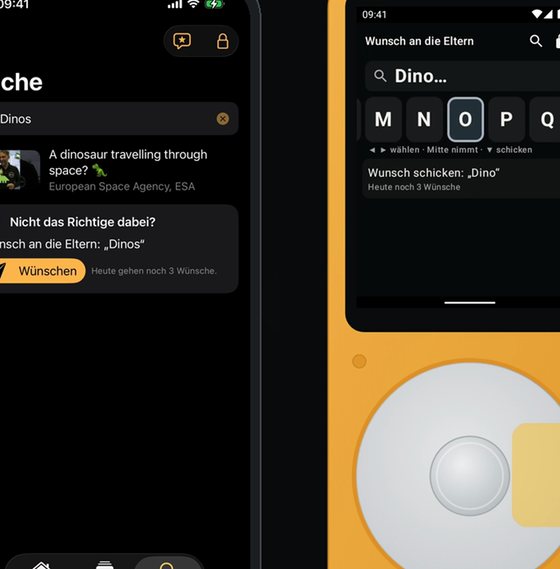 09:41
che
Dinos
A dinosaur travelling through
space? 🦖
European Space Agency, ESA
Nicht das Richtige dabei?
nsch an die Eltern: „Dinos“
Wünschen
Heute gehen noch 3 Wünsche.
09:41
Wunsch an die Eltern
Dino…
M N O P Q
◄ ► wählen · Mitte nimmt · ▼ schicken
Wunsch schicken: „Dino“
Heute noch 3 Wünsche